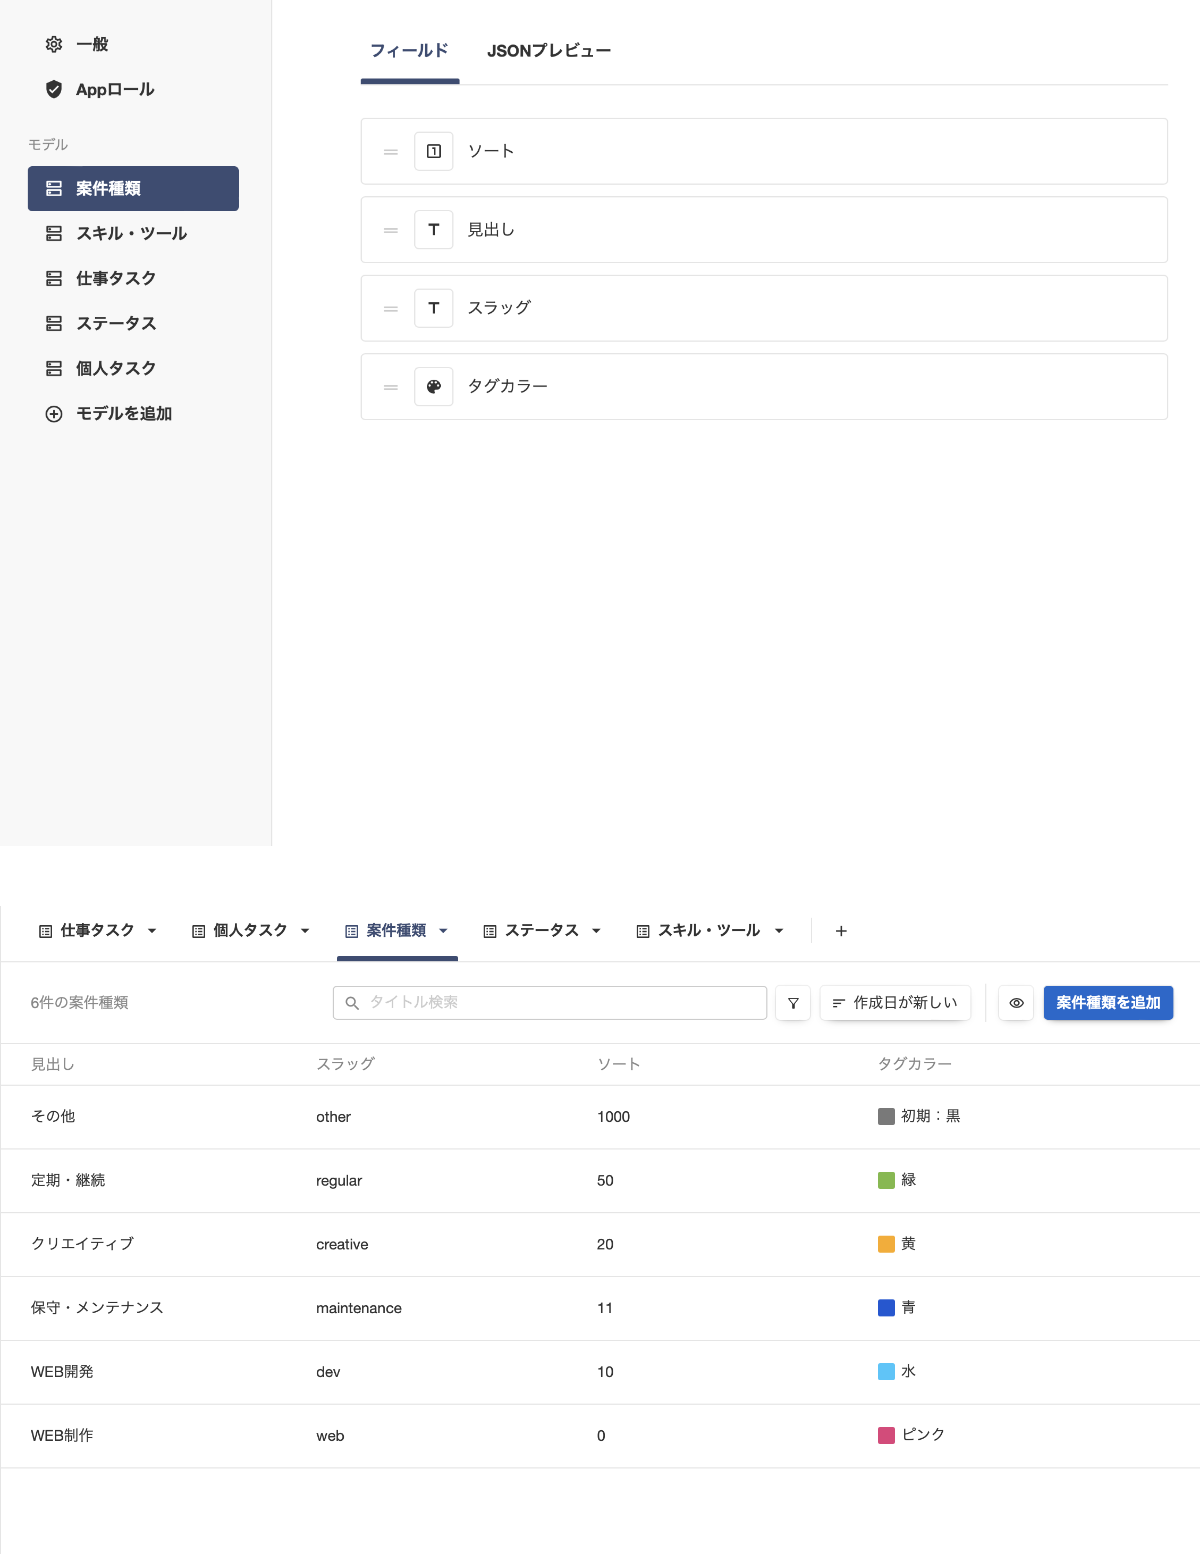 一般
Appロール
モデル
案件種類
スキル・ツール
仕事タスク
ステータス
個人タスク
モデルを追加
フィールド JSONプレビュー
ソート
見出し
スラッグ
タグカラー
仕事タスク 個人タスク 案件種類 ステータス スキル・ツール
6件の案件種類 タイトル検索 作成日が新しい 案件種類を追加
見出し スラッグ ソート タグカラー
その他 other 1000 初期：黒
定期・継続 regular 50 緑
クリエイティブ creative 20 黄
保守・メンテナンス maintenance 11 青
WEB開発 dev 10 水
WEB制作 web 0 ピンク